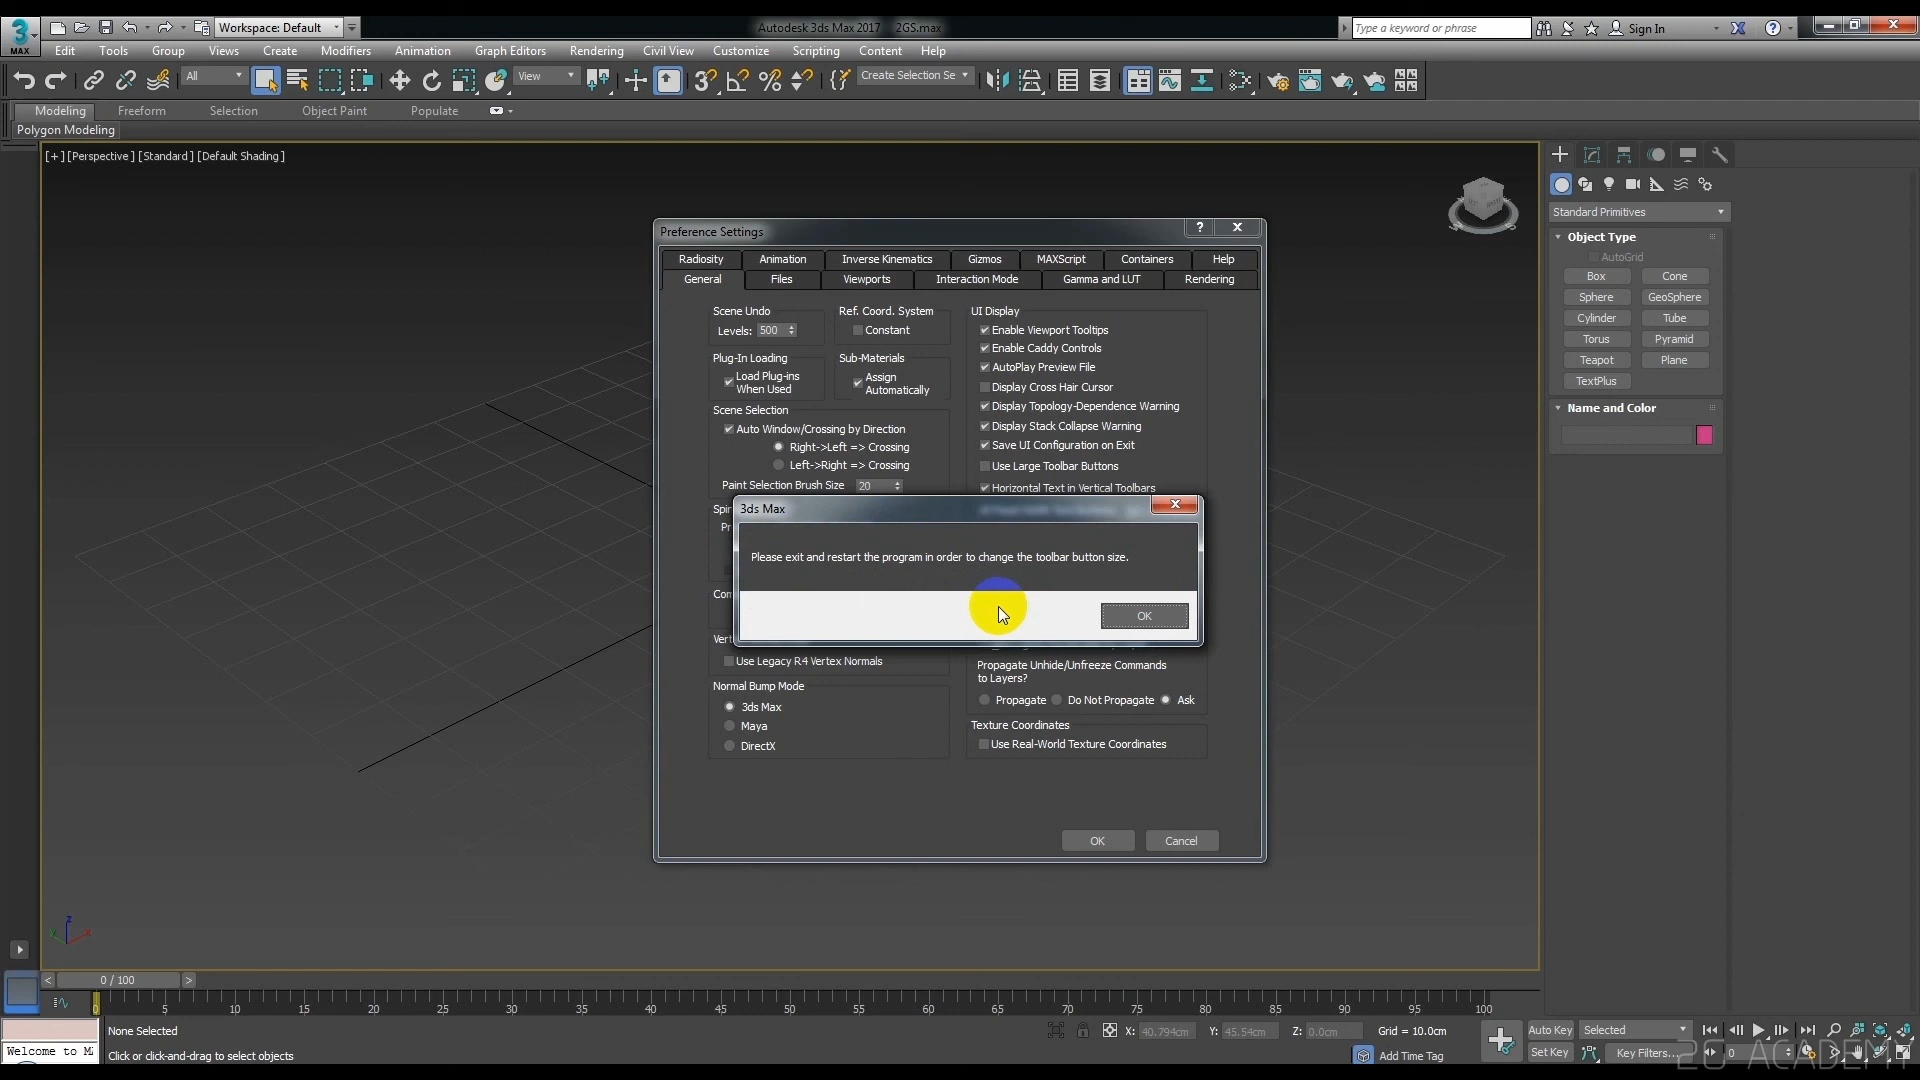 3 MAX
Workspace: Default
Autodesk 3ds Max 2017    2GS.max
Type a keyword or phrase
Sign In
Edit  Tools  Group  Views  Create  Modifiers  Animation  Graph Editors  Rendering  Civil View  Customize  Scripting  Content  Help
All
View
Create Selection Se
Modeling  Freeform  Selection  Object Paint  Populate
Polygon Modeling
[+] [Perspective] [Standard] [Default Shading]
Standard Primitives
Object Type
AutoGrid
Box  Cone
Sphere  GeoSphere
Cylinder  Tube
Torus  Pyramid
Teapot  Plane
TextPlus
Name and Color
Preference Settings
Radiosity  Animation  Inverse Kinematics  Gizmos  MAXScript  Containers  Help
General  Files  Viewports  Interaction Mode  Gamma and LUT  Rendering
Scene Undo
Levels: 500
Ref. Coord. System
Constant
Plug-In Loading
Load Plug-ins
When Used
Sub-Materials
Assign
Automatically
Scene Selection
Auto Window/Crossing by Direction
Right->Left => Crossing
Left->Right => Crossing
Paint Selection Brush Size 20
UI Display
Enable Viewport Tooltips
Enable Caddy Controls
AutoPlay Preview File
Display Cross Hair Cursor
Display Topology-Dependence Warning
Display Stack Collapse Warning
Save UI Configuration on Exit
Use Large Toolbar Buttons
Horizontal Text in Vertical Toolbars
Spin
Pr
3ds Max
Please exit and restart the program in order to change the toolbar button size.
OK
Com
Vert
Use Legacy R4 Vertex Normals
Normal Bump Mode
3ds Max
Maya
DirectX
Propagate Unhide/Unfreeze Commands
to Layers?
Propagate  Do Not Propagate  Ask
Texture Coordinates
Use Real-World Texture Coordinates
OK  Cancel
z
y  x
< 0 / 100 >
0 5 10 15 20 25 30 35 40 45 50 55 60 65 70 75 80 85 90 95 100
None Selected
X: 40.794cm  Y: 45.54cm  Z: 0.0cm  Grid = 10.0cm
Auto Key  Selected
Welcome to M
Click or click-and-drag to select objects
Add Time Tag
Set Key  Key Filters...  0
2G ACADEMY